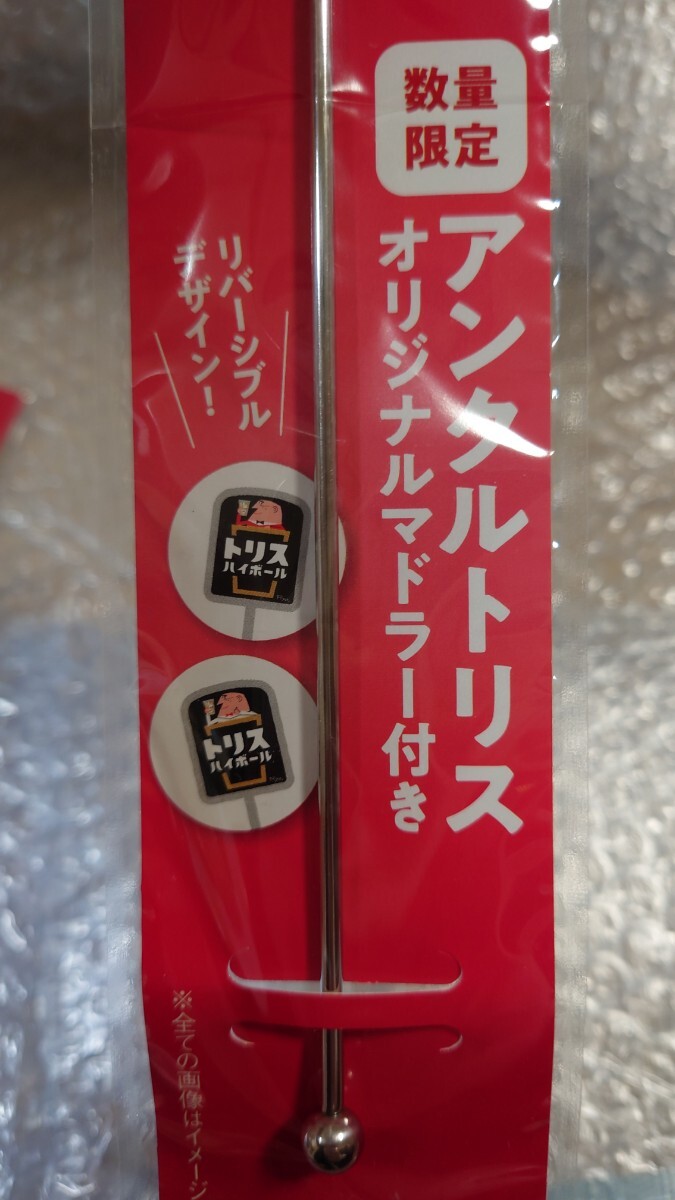 数量
限定
アンクルトリス
オリジナルマドラー付き
リバーシブル
デザイン！
トリス
ハイボール
トリス
ハイボール
※全ての画像はイメージ